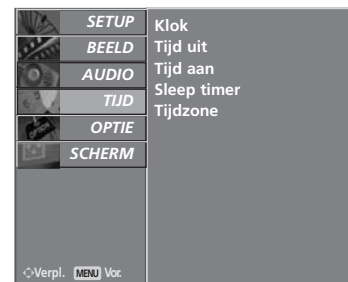 SETUP
BEELD
AUDIO
TIJD
OPTIE
SCHERM
Klok
Tijd uit
Tijd aan
Sleep timer
Tijdzone
Verpl. MENU Vor.